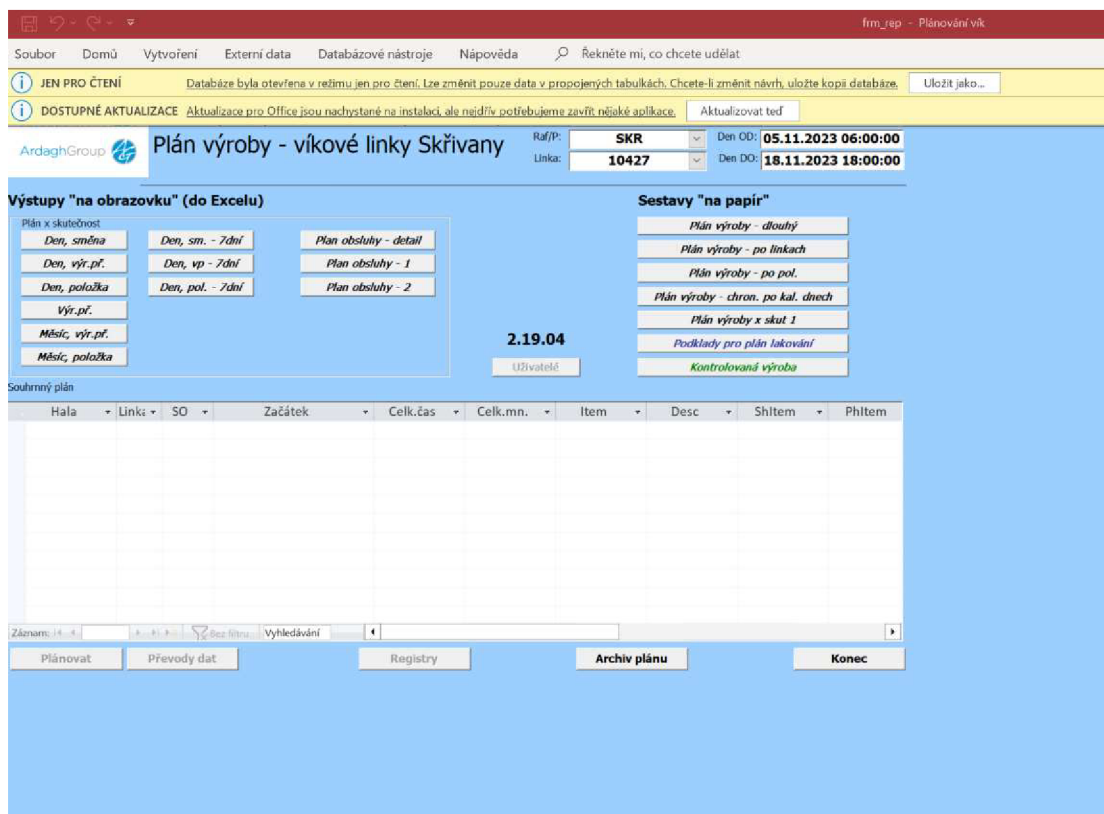 frm_rep - Plánování vík
Soubor Domů Vytvoření Externí data Databázové nástroje Nápověda Řekněte mi, co chcete udělat
JEN PRO ČTENÍ Databáze byla otevřena v režimu jen pro čtení. Lze změnit pouze data v propojených tabulkách. Chcete-li změnit návrh, uložte kopii databáze. Uložit jako...
DOSTUPNÉ AKTUALIZACE Aktualizace pro Office jsou nachystané na instalaci, ale nejdřív potřebujeme zavřít nějaké aplikace. Aktualizovat teď
ArdaghGroup Plán výroby - víkové linky Skřivany
Raf/P: SKR Den OD: 05.11.2023 06:00:00
Linka: 10427 Den DO: 18.11.2023 18:00:00
Výstupy "na obrazovku" (do Excelu) Sestavy "na papír"
Plán x skutečnost
Den, směna Den, sm. - 7dní Plan obsluhy - detail
Den, výr.př. Den, vp - 7dní Plan obsluhy - 1
Den, položka Den, pol. - 7dní Plan obsluhy - 2
Výr.př.
Měsíc, výr.př.
Měsíc, položka
Plán výroby - dlouhý
Plán výroby - po linkach
Plán výroby - po pol.
Plán výroby - chron. po kal. dnech
Plán výroby x skut 1
Podklady pro plán lakování
Kontrolovaná výroba
2.19.04
Uživatelé
Souhrnný plán
Hala Linka SO Začátek Celk.čas Celk.mn. Item Desc ShItem PhItem
Záznam: Bez filtru Vyhledávání
Plánovat Převody dat Registry Archiv plánu Konec